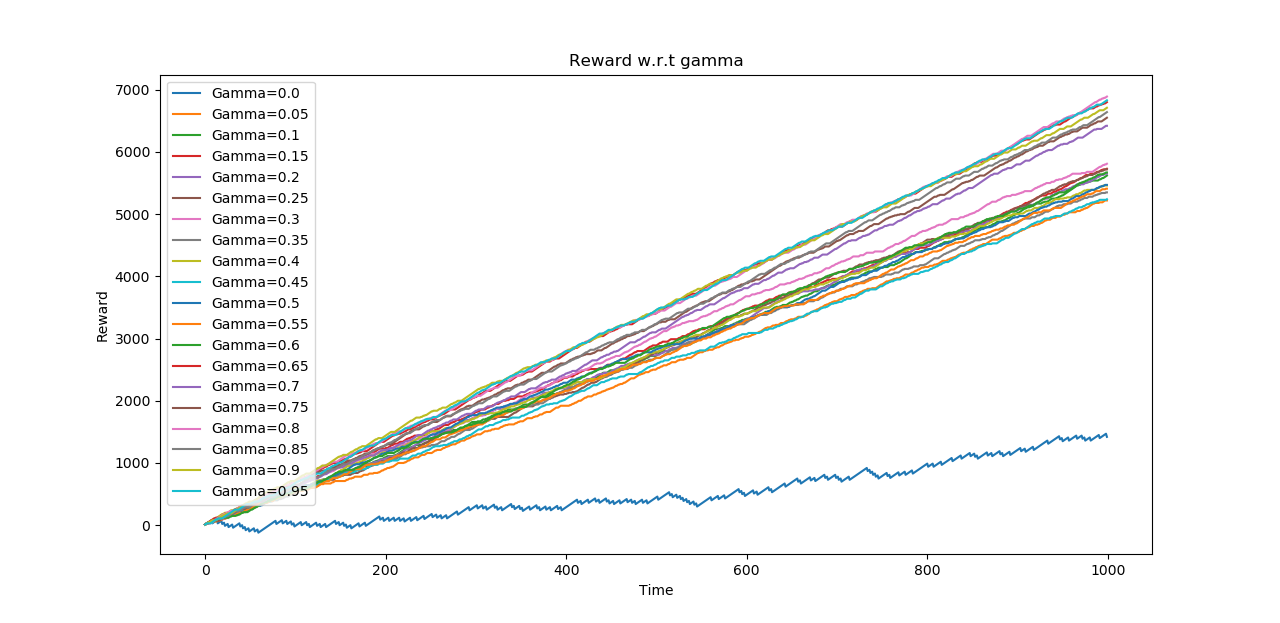 Reward w.r.t gamma
Reward
7000
6000
5000
4000
3000
2000
1000
0
Gamma=0.0
Gamma=0.05
Gamma=0.1
Gamma=0.15
Gamma=0.2
Gamma=0.25
Gamma=0.3
Gamma=0.35
Gamma=0.4
Gamma=0.45
Gamma=0.5
Gamma=0.55
Gamma=0.6
Gamma=0.65
Gamma=0.7
Gamma=0.75
Gamma=0.8
Gamma=0.85
Gamma=0.9
Gamma=0.95
0 200 400 600 800 1000
Time